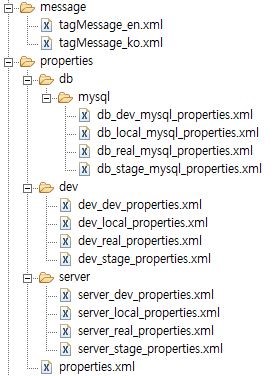 message
tagMessage_en.xml
tagMessage_ko.xml
properties
db
mysql
db_dev_mysql_properties.xml
db_local_mysql_properties.xml
db_real_mysql_properties.xml
db_stage_mysql_properties.xml
dev
dev_dev_properties.xml
dev_local_properties.xml
dev_real_properties.xml
dev_stage_properties.xml
server
server_dev_properties.xml
server_local_properties.xml
server_real_properties.xml
server_stage_properties.xml
properties.xml